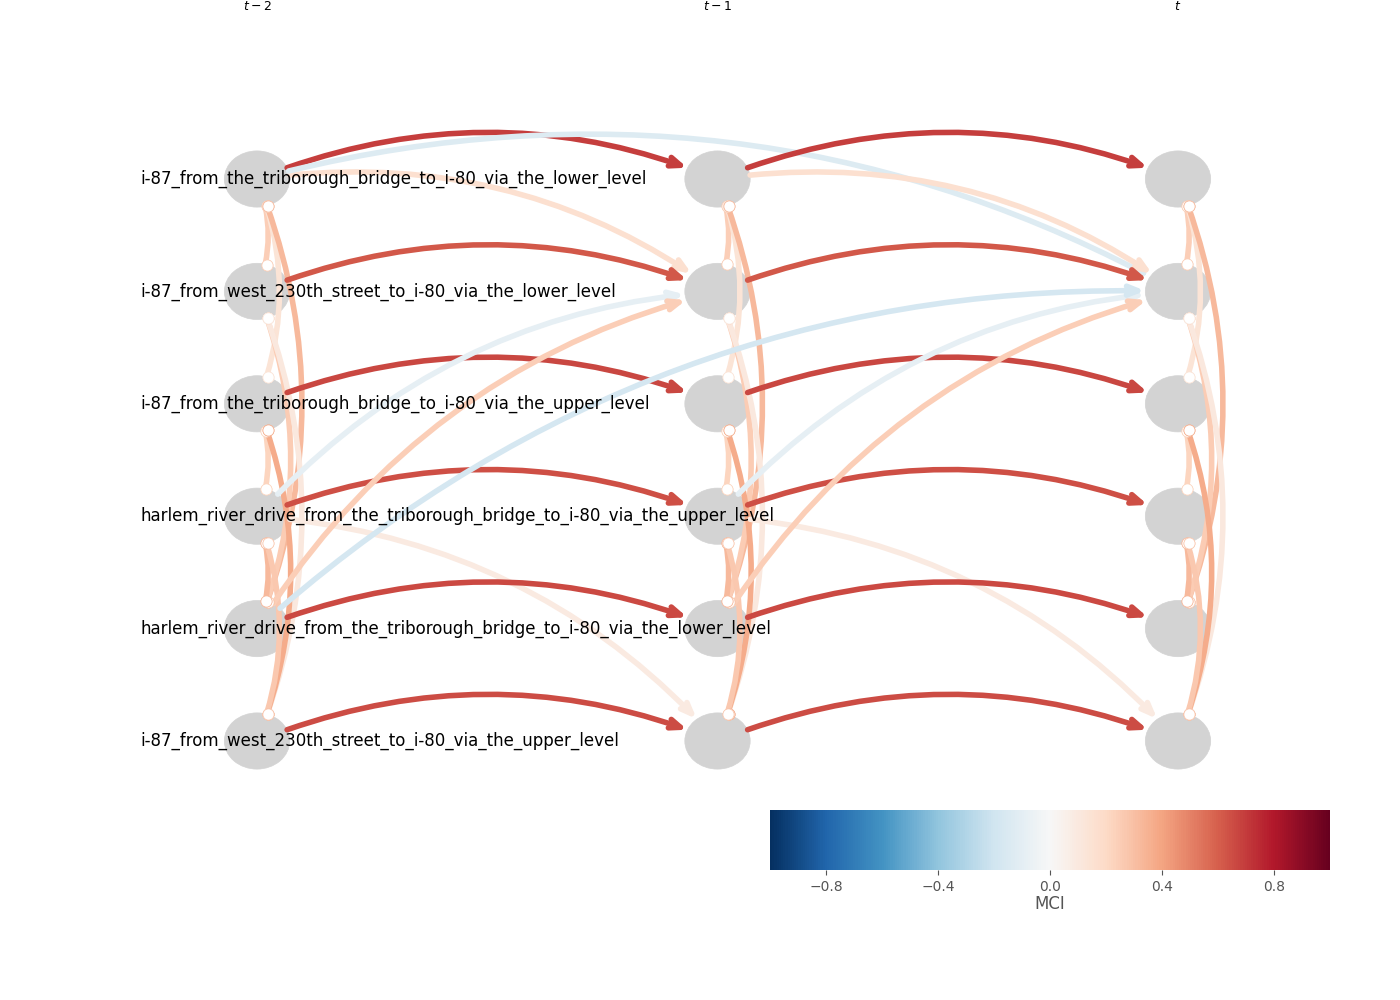 t − 2 t − 1 t
i-87_from_the_triborough_bridge_to_i-80_via_the_lower_level
i-87_from_west_230th_street_to_i-80_via_the_lower_level
i-87_from_the_triborough_bridge_to_i-80_via_the_upper_level
harlem_river_drive_from_the_triborough_bridge_to_i-80_via_the_upper_level
harlem_river_drive_from_the_triborough_bridge_to_i-80_via_the_lower_level
i-87_from_west_230th_street_to_i-80_via_the_upper_level
−0.8 −0.4 0.0 0.4 0.8
MCI